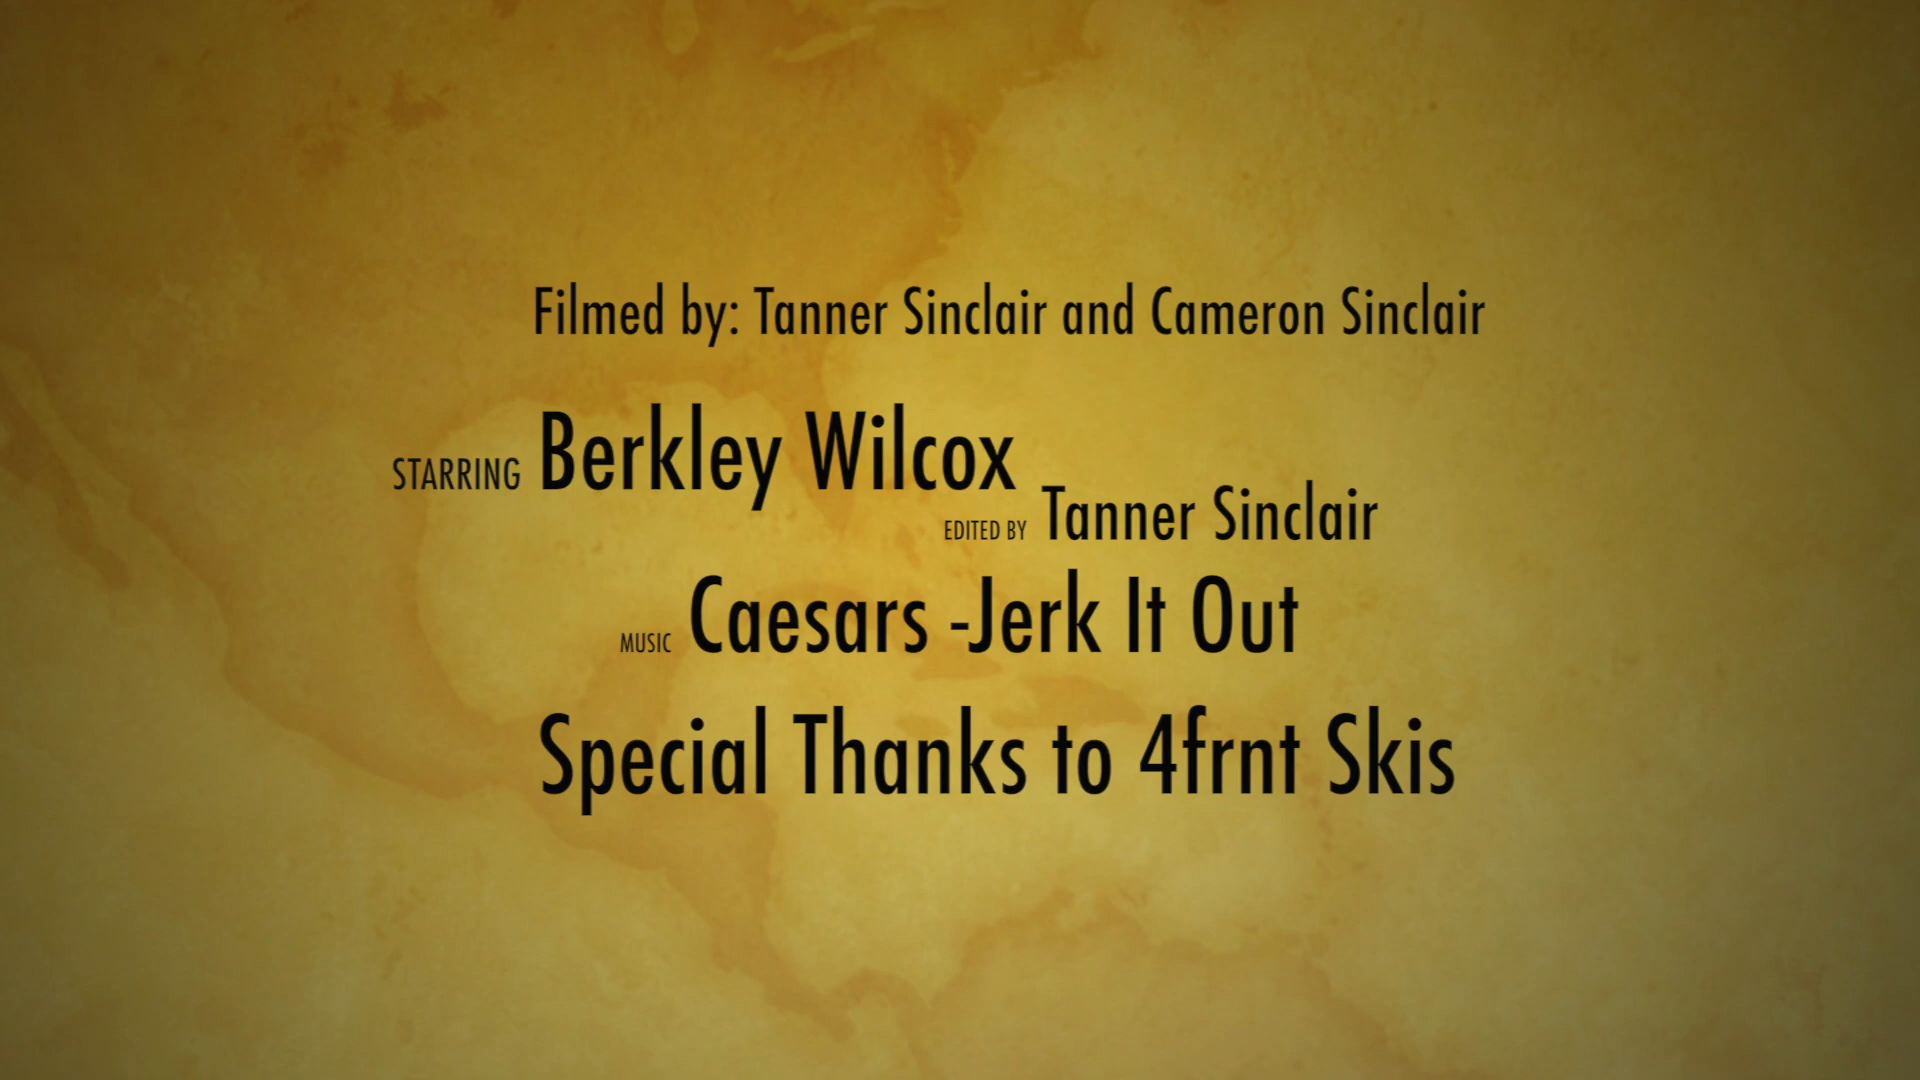 Filmed by: Tanner Sinclair and Cameron Sinclair
STARRING Berkley Wilcox
EDITED BY Tanner Sinclair
MUSIC Caesars -Jerk It Out
Special Thanks to 4frnt Skis